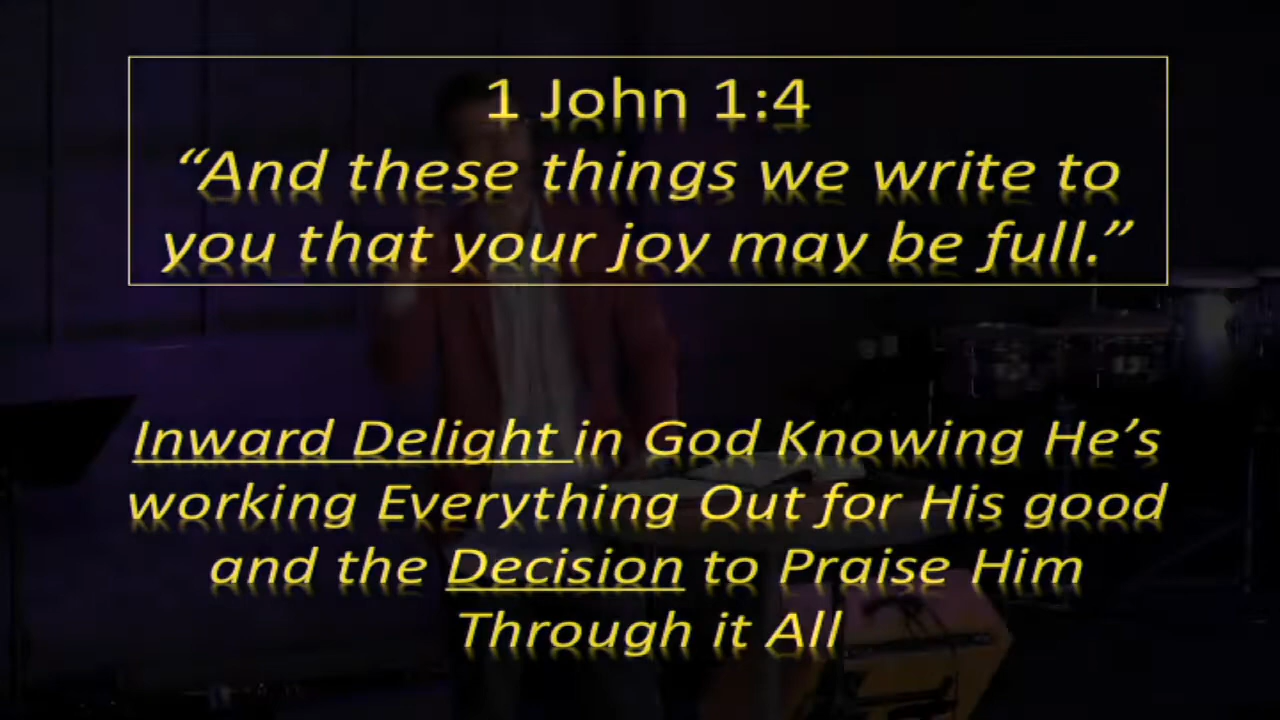 1 John 1:4
“And these things we write to
you that your joy may be full.”
Inward Delight in God Knowing He’s
working Everything Out for His good
and the Decision to Praise Him
Through it All